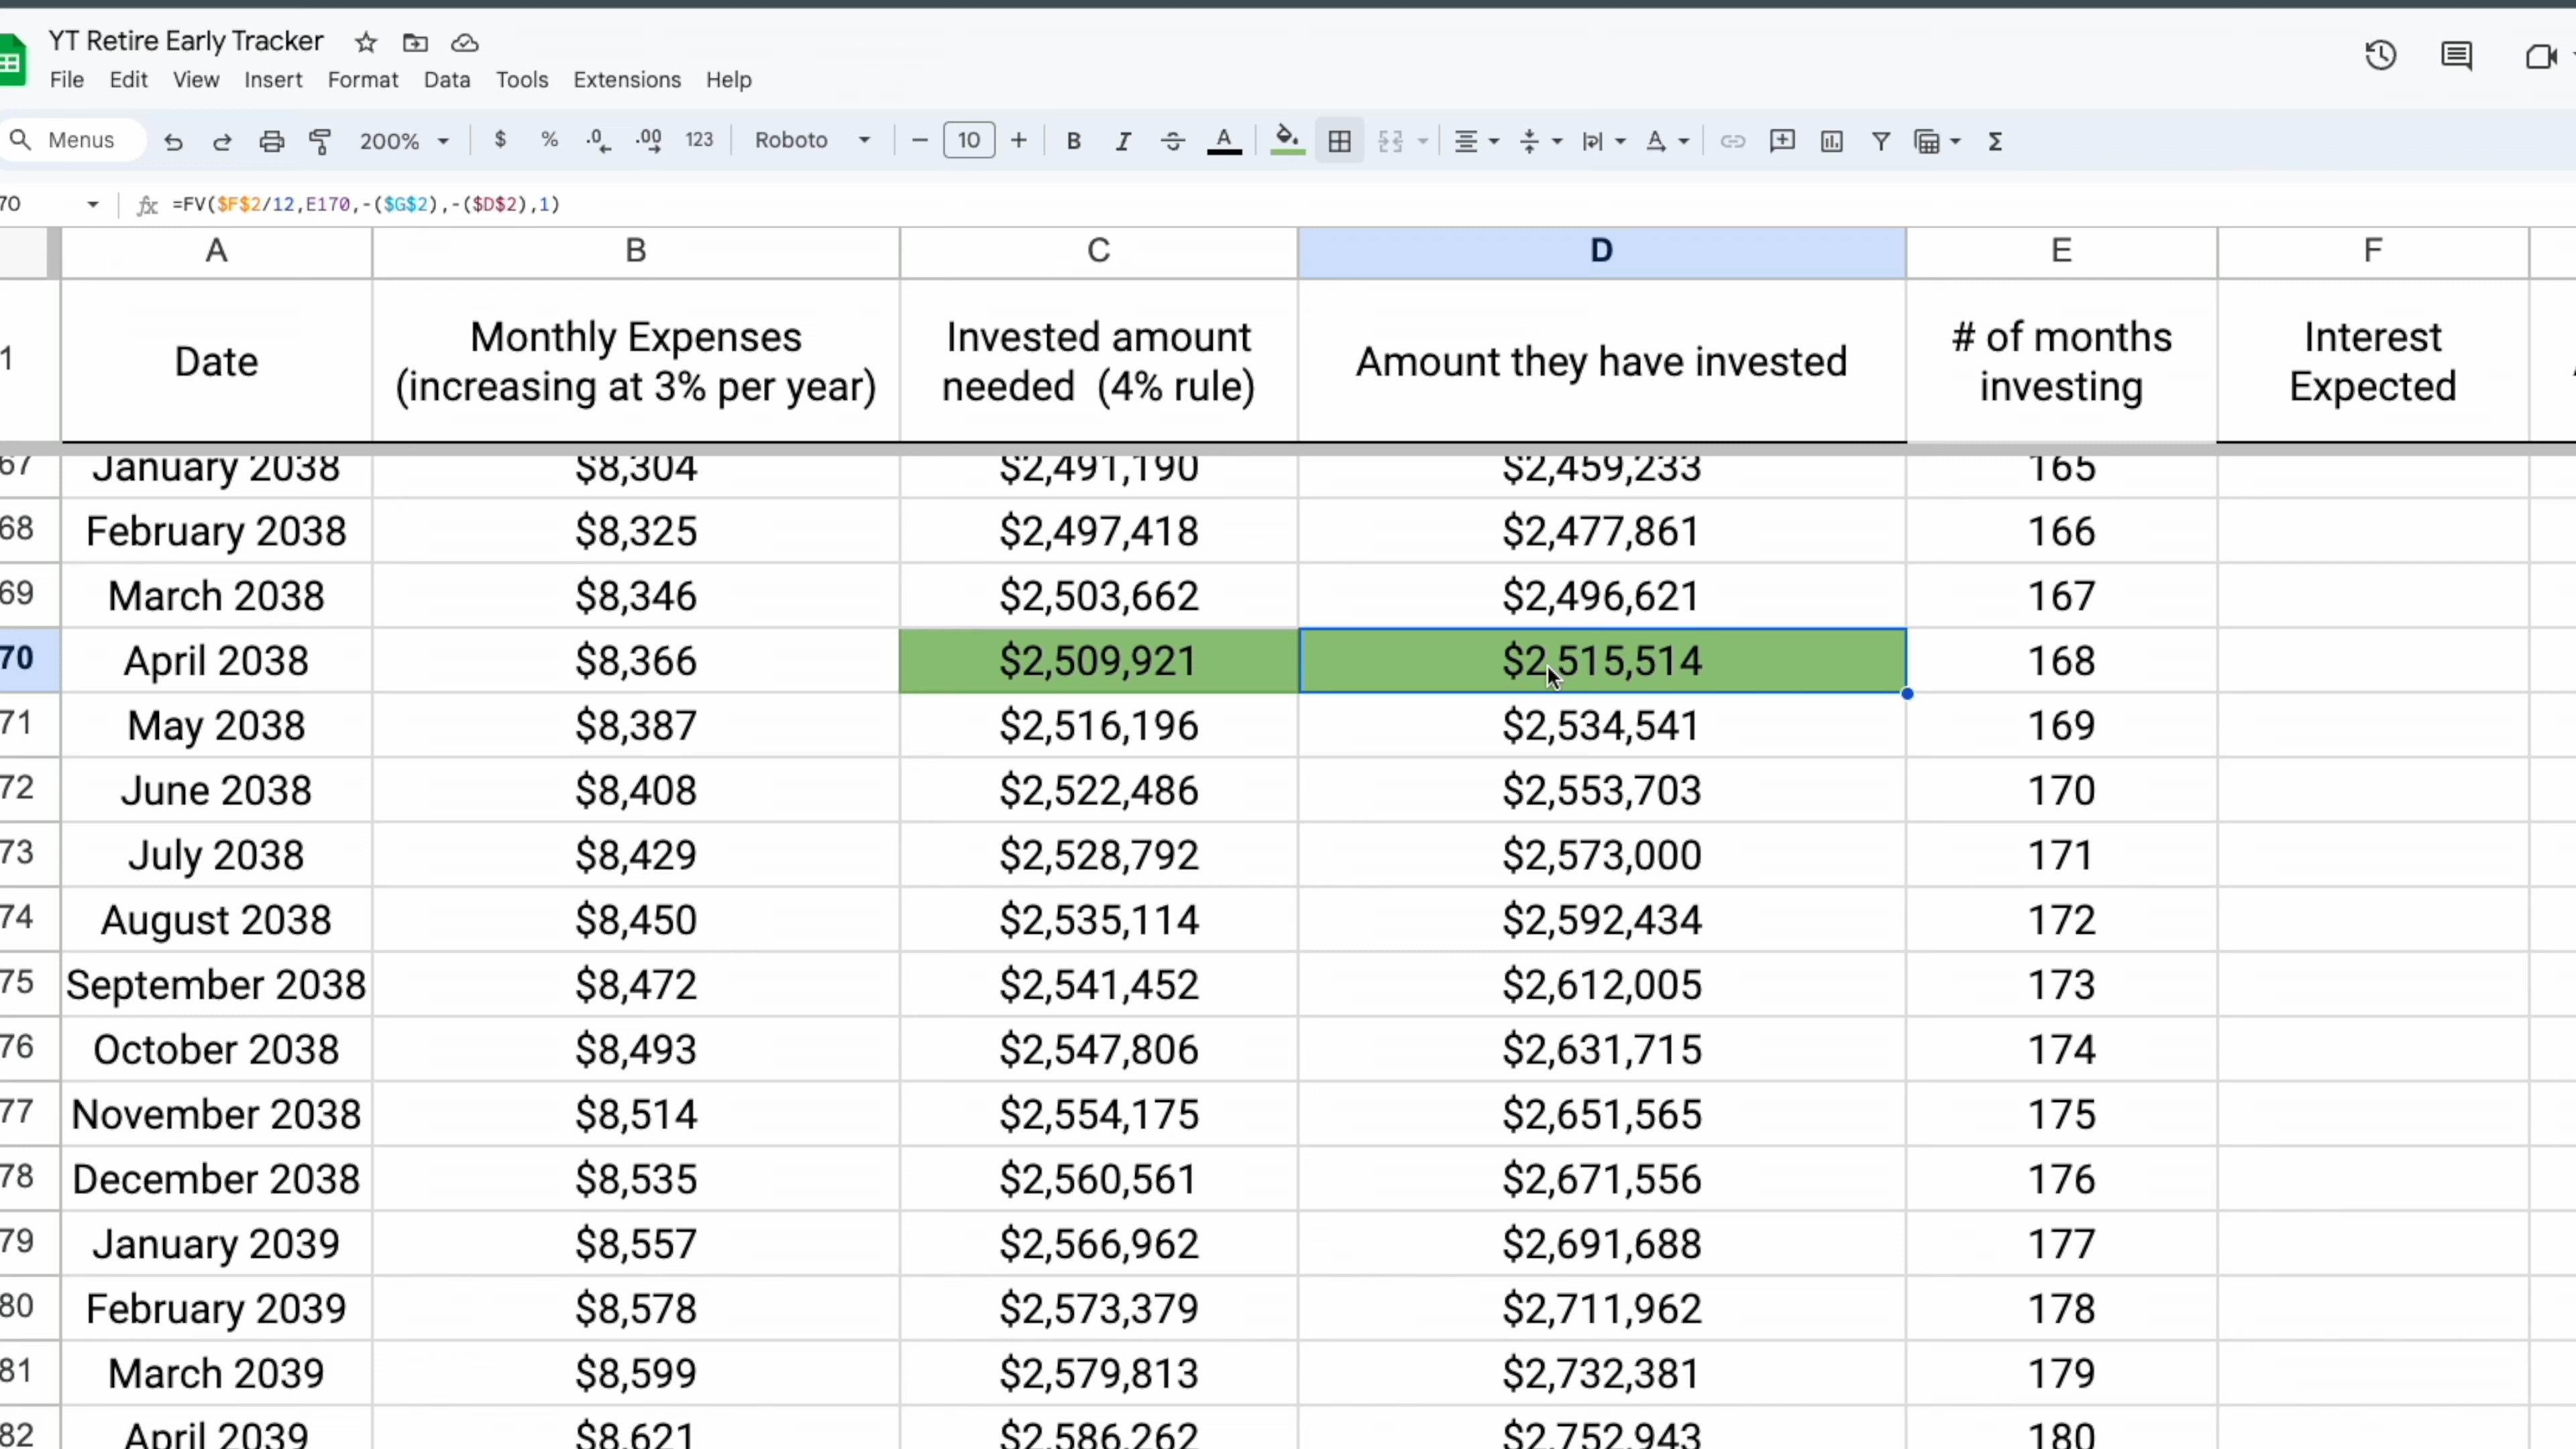 YT Retire Early Tracker
File Edit View Insert Format Data Tools Extensions Help
Menus 200% $ % .0 .00 123 Roboto 10 B I A A Σ
70 fx =FV($F$2/12,E170,-($G$2),-($D$2),1)
A B C D E F
1 Date Monthly Expenses (increasing at 3% per year) Invested amount needed (4% rule) Amount they have invested # of months investing Interest Expected
67 January 2038 $8,304 $2,491,190 $2,459,233 165
68 February 2038 $8,325 $2,497,418 $2,477,861 166
69 March 2038 $8,346 $2,503,662 $2,496,621 167
70 April 2038 $8,366 $2,509,921 $2,515,514 168
71 May 2038 $8,387 $2,516,196 $2,534,541 169
72 June 2038 $8,408 $2,522,486 $2,553,703 170
73 July 2038 $8,429 $2,528,792 $2,573,000 171
74 August 2038 $8,450 $2,535,114 $2,592,434 172
75 September 2038 $8,472 $2,541,452 $2,612,005 173
76 October 2038 $8,493 $2,547,806 $2,631,715 174
77 November 2038 $8,514 $2,554,175 $2,651,565 175
78 December 2038 $8,535 $2,560,561 $2,671,556 176
79 January 2039 $8,557 $2,566,962 $2,691,688 177
80 February 2039 $8,578 $2,573,379 $2,711,962 178
81 March 2039 $8,599 $2,579,813 $2,732,381 179
82 April 2039 $8,621 $2,586,262 $2,752,943 180